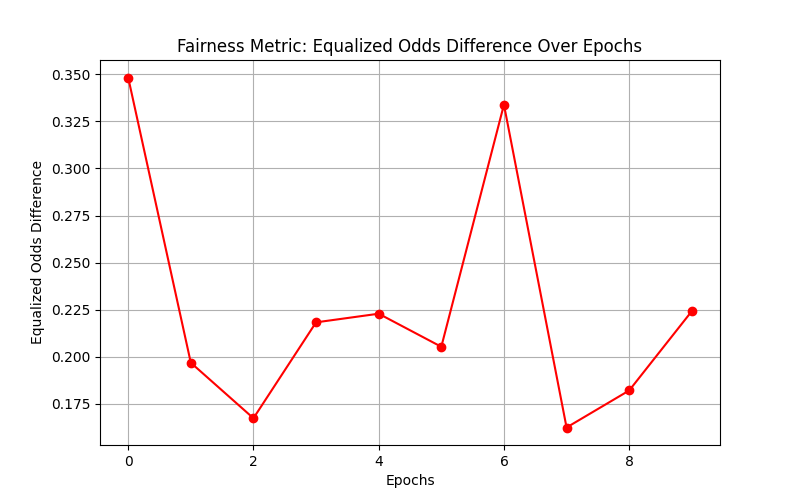 Fairness Metric: Equalized Odds Difference Over Epochs
0.350
0.325
0.300
0.275
0.250
0.225
0.200
0.175
Equalized Odds Difference
0 2 4 6 8
Epochs